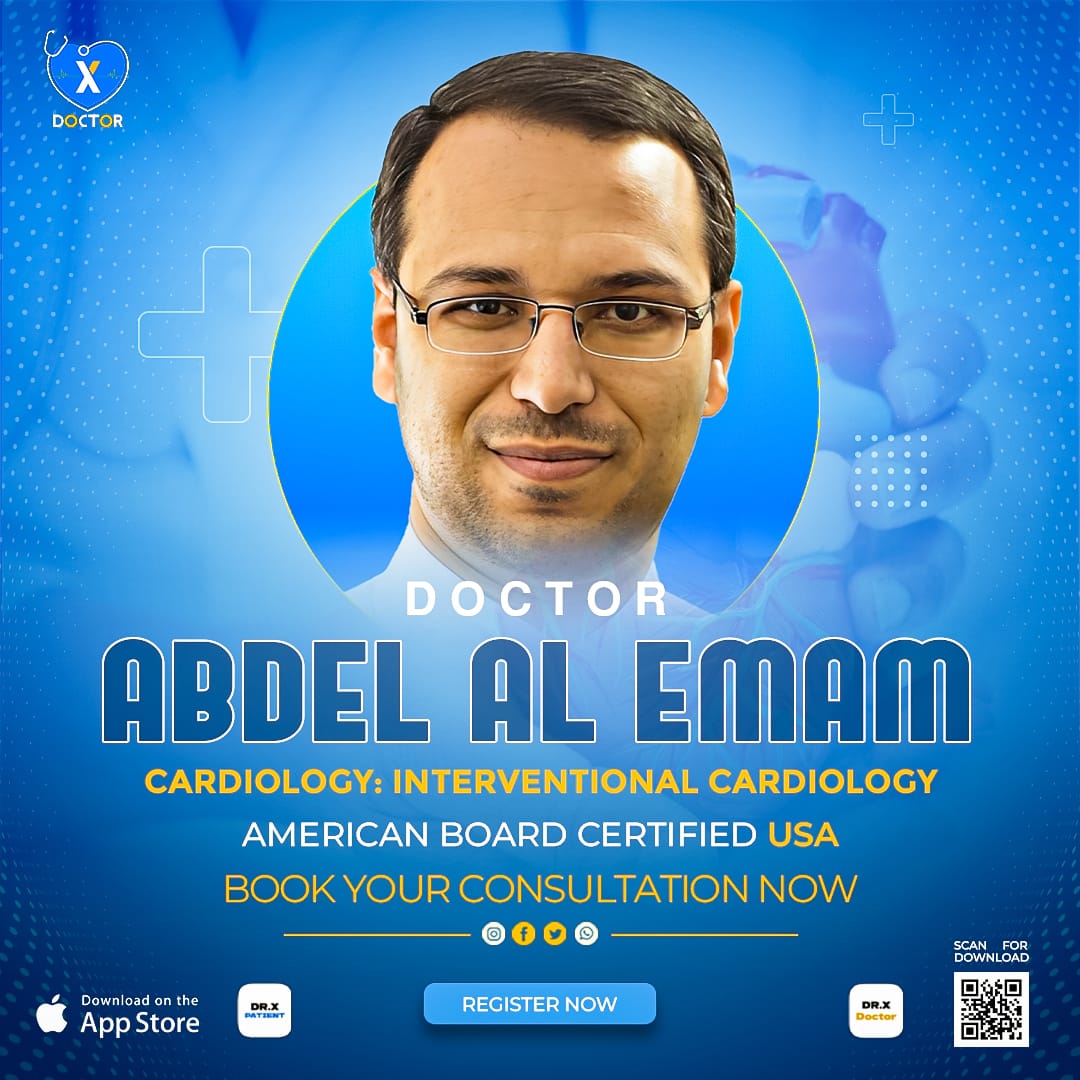 X
DOCTOR
DOCTOR
ABDEL AL EMAM
CARDIOLOGY: INTERVENTIONAL CARDIOLOGY
AMERICAN BOARD CERTIFIED USA
BOOK YOUR CONSULTATION NOW
SCAN FOR
DOWNLOAD
Download on the
App Store
DR.X
PATIENT
REGISTER NOW
DR.X
Doctor